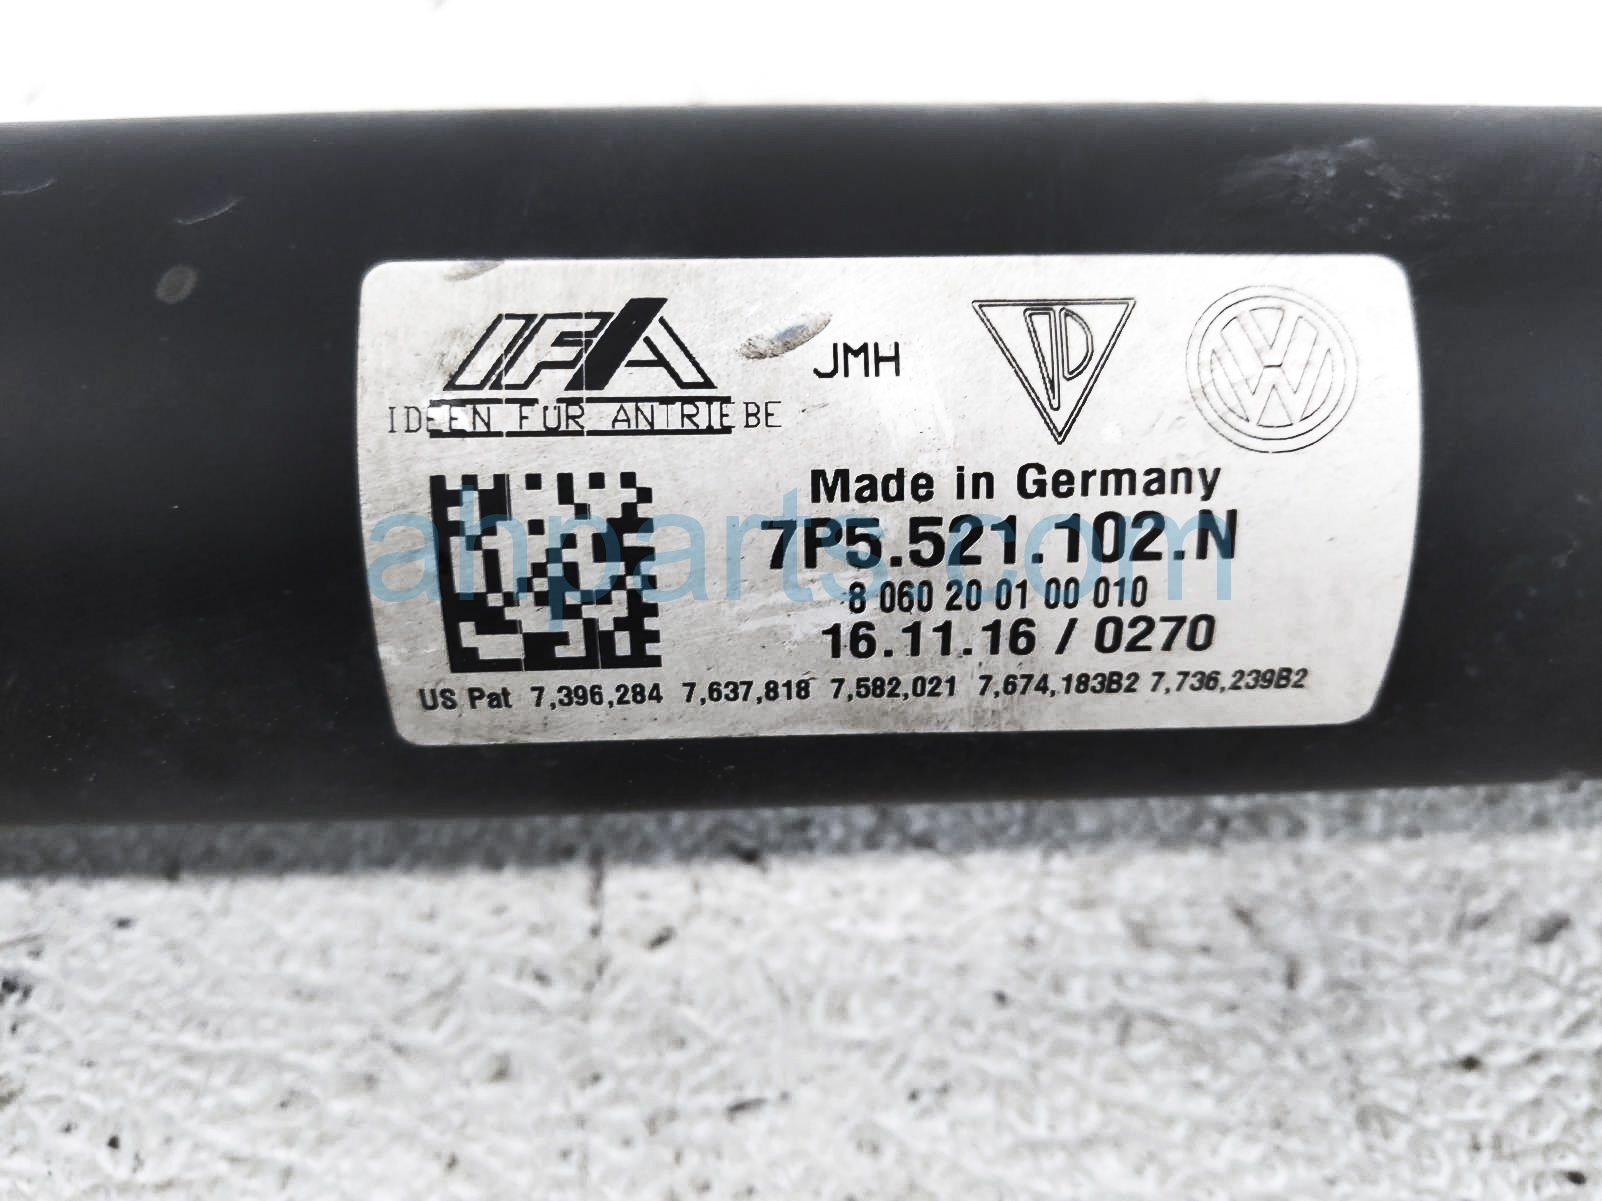 IFA
IDEEN FÜR ANTRIEBE
JMH
Made in Germany
7P5.521.102.N
8 060 20 01 00 010
16.11.16 / 0270
US Pat 7,396,284 7,637,818 7,582,021 7,674,183B2 7,736,239B2
ahparts.com